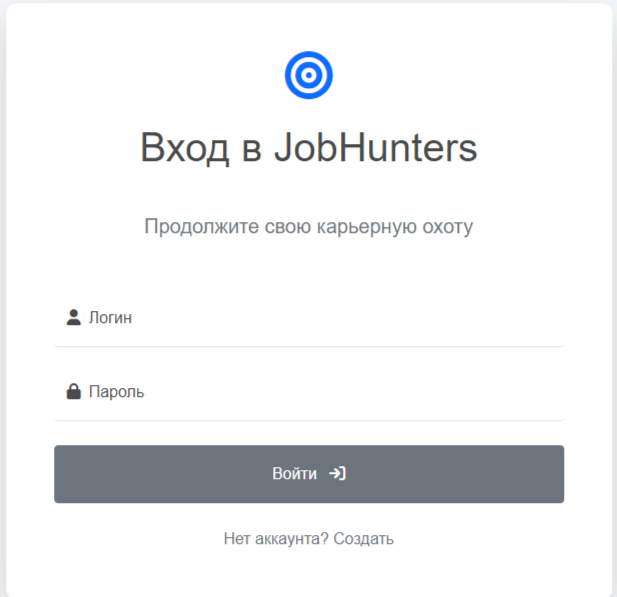 Вход в JobHunters
Продолжите свою карьерную охоту
Логин
Пароль
Войти
Нет аккаунта? Создать